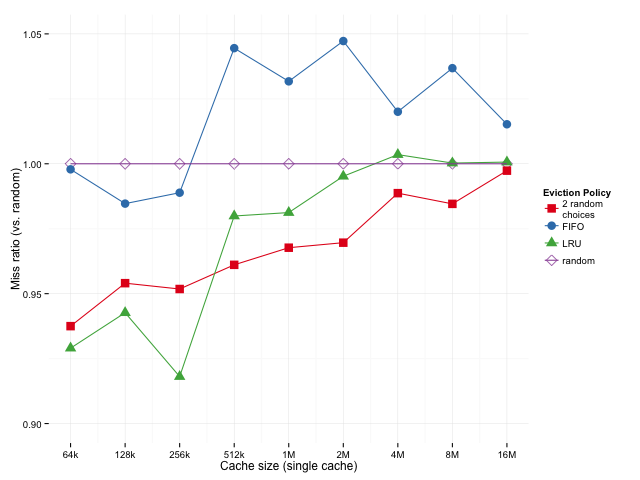 1.05
1.00
0.95
0.90
Miss ratio (vs. random)
64k 128k 256k 512k 1M 2M 4M 8M 16M
Cache size (single cache)
Eviction Policy
2 random
choices
FIFO
LRU
random